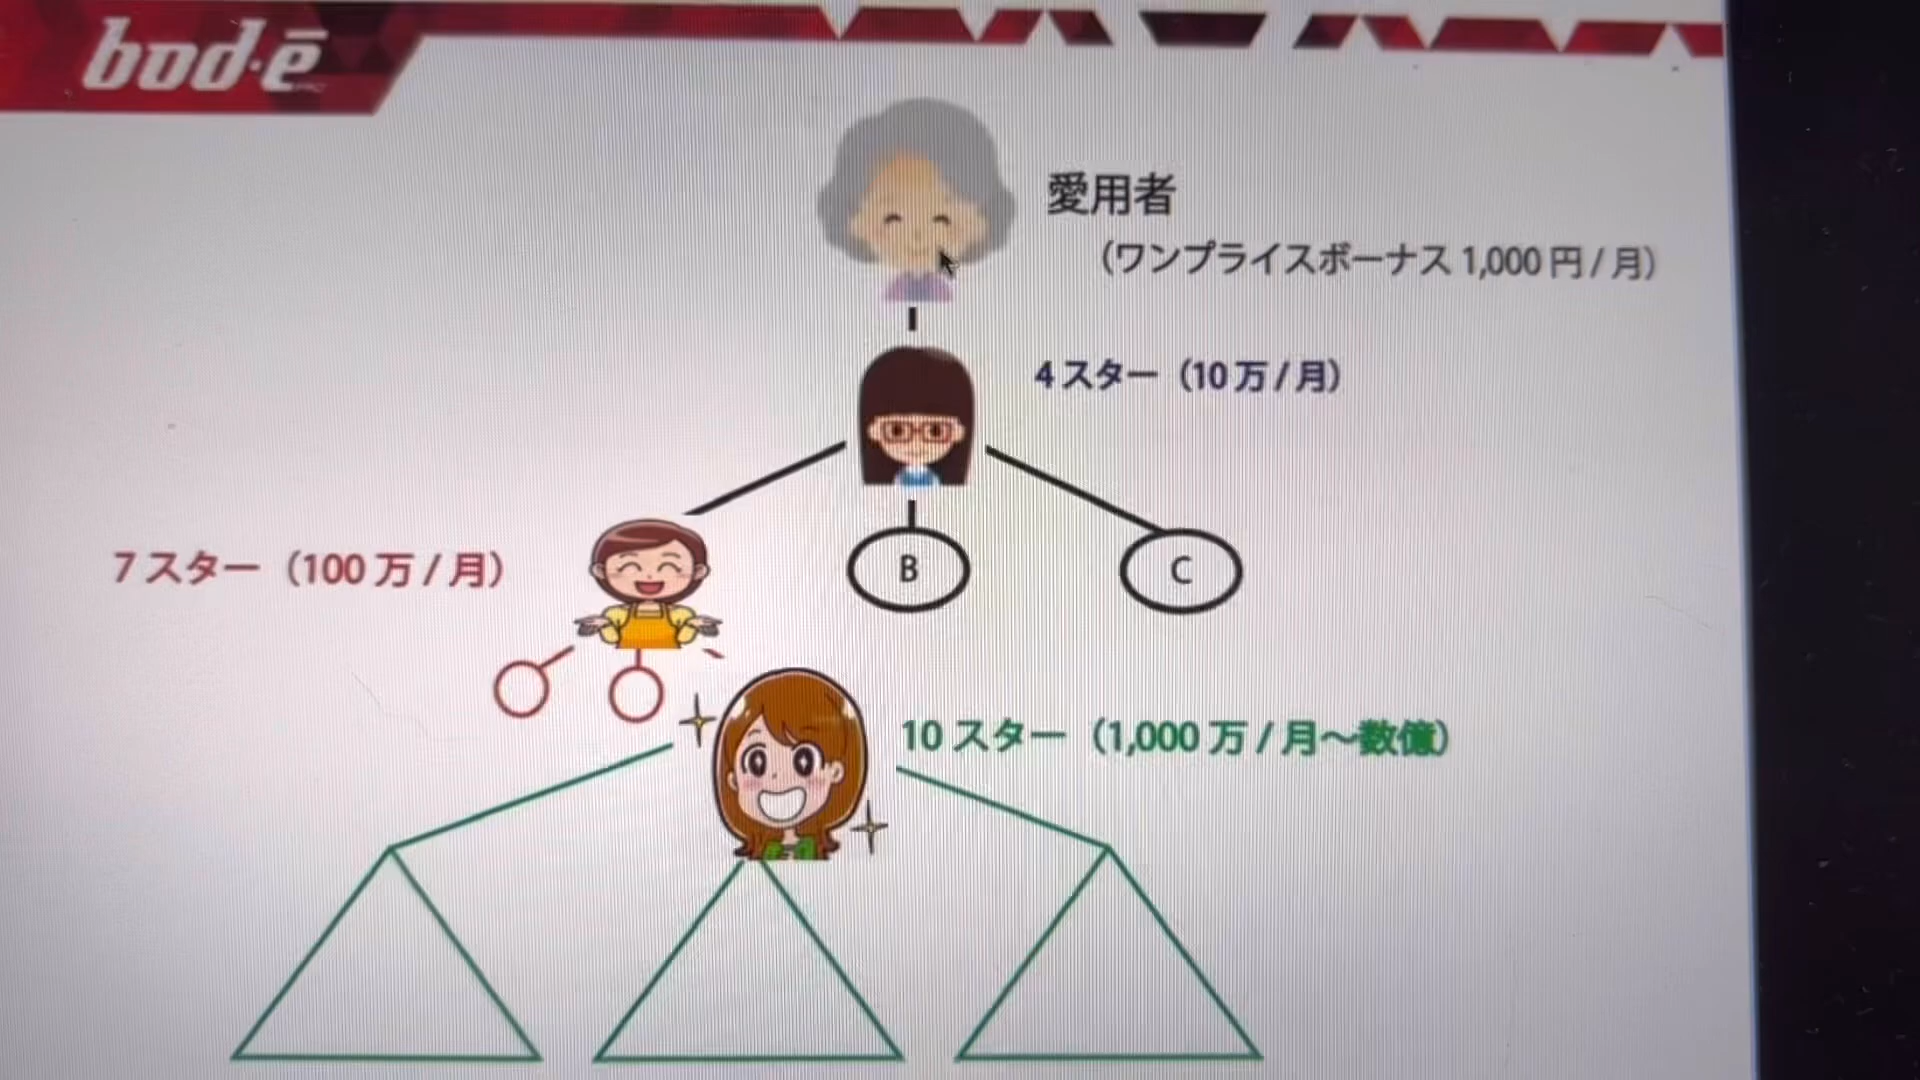 bod·ē
愛用者
（ワンプライスボーナス 1,000 円 / 月）
4 スター（10 万 / 月）
7 スター（100 万 / 月）
B
C
10 スター（1,000 万 / 月～数億）